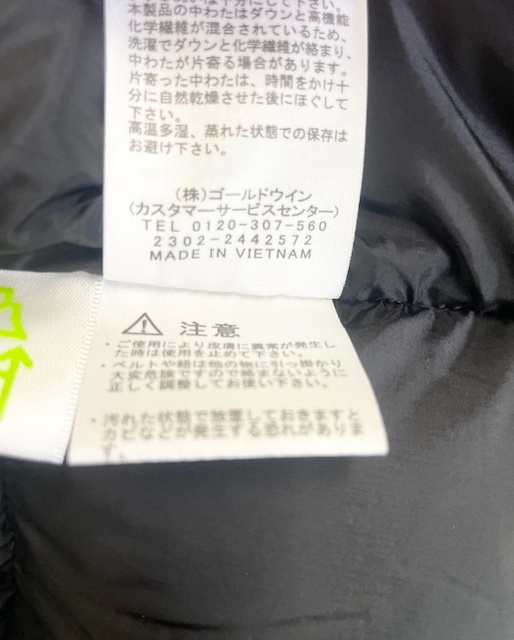 は十分にして下さい。
本製品の中わたはダウンと高機能
化学繊維が混合されているため、
洗濯でダウンと化学繊維が絡まり、
中わたが片寄る場合があります。
片寄った中わたは、時間をかけ十
分に自然乾燥させた後にほぐして
下さい。
高温多湿、蒸れた状態での保存は
お避け下さい。
(株)ゴールドウイン
(カスタマーサービスセンター)
TEL 0120-307-560
2302-2442572
MADE IN VIETNAM
注意
・ご使用により皮膚に異常が発生し
た時は使用を止めて下さい。
・ベルトや紐は他の物に引っ掛かり
大変危険ですので絡まないように
正しく調整してお使い下さい。
・汚れた状態で放置しておきますと
カビなどが発生する恐れがありま
す。